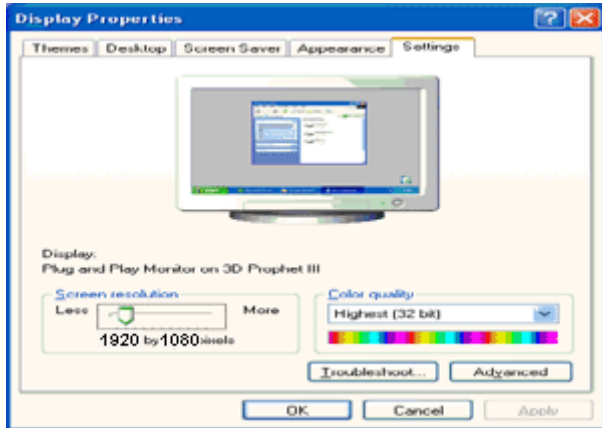 Display Properties
Themes Desktop Screen Saver Appearance Settings
Display:
Plug and Play Monitor on 3D Prophet III
Screen resolution
Less More
1920 by 1080 pixels
Color quality
Highest (32 bit)
Troubleshoot... Advanced
OK Cancel Apply